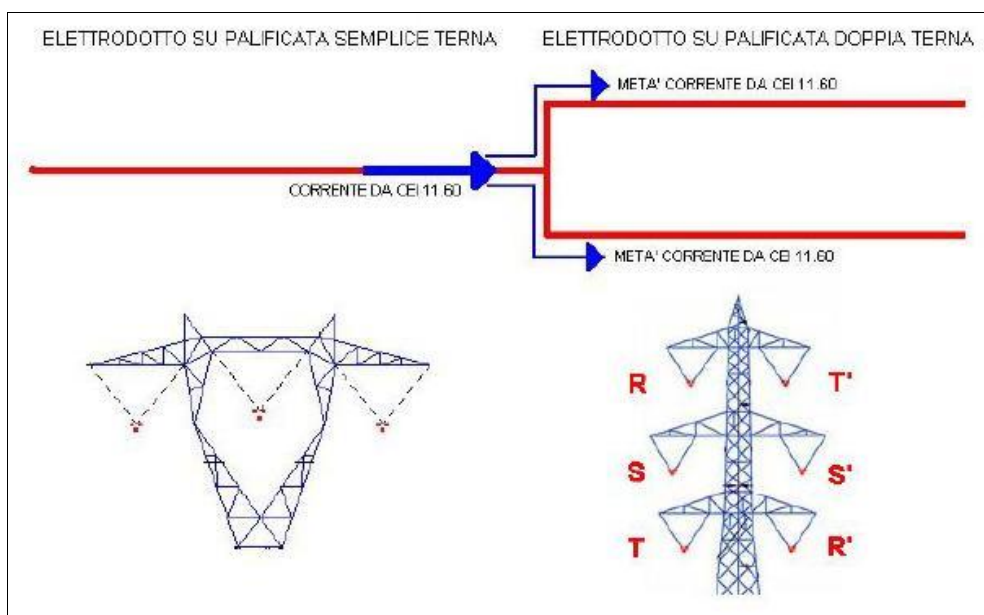 ELETTRODOTTO SU PALIFICATA SEMPLICE TERNA
ELETTRODOTTO SU PALIFICATA DOPPIA TERNA
META' CORRENTE DA CEI 11.60
CORRENTE DA CEI 11.60
META' CORRENTE DA CEI 11.60
R T'
S S'
T R'